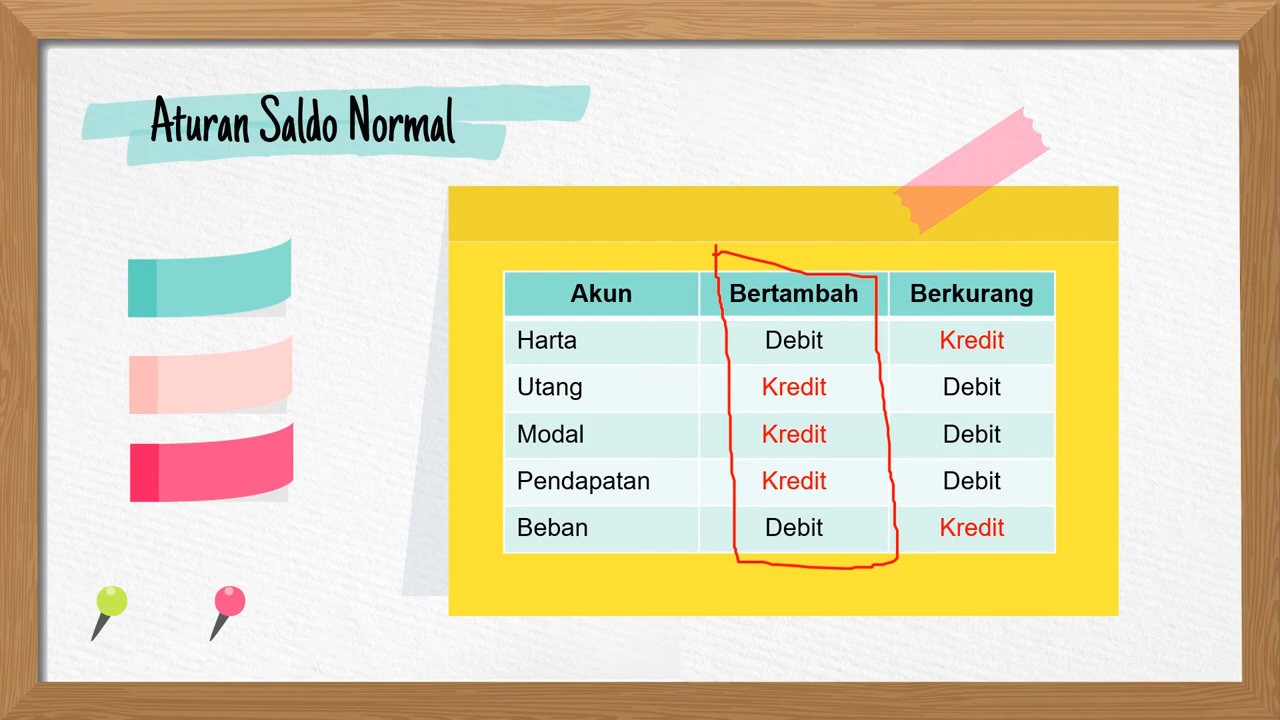 Aturan Saldo Normal
Akun Bertambah Berkurang
Harta Debit Kredit
Utang Kredit Debit
Modal Kredit Debit
Pendapatan Kredit Debit
Beban Debit Kredit